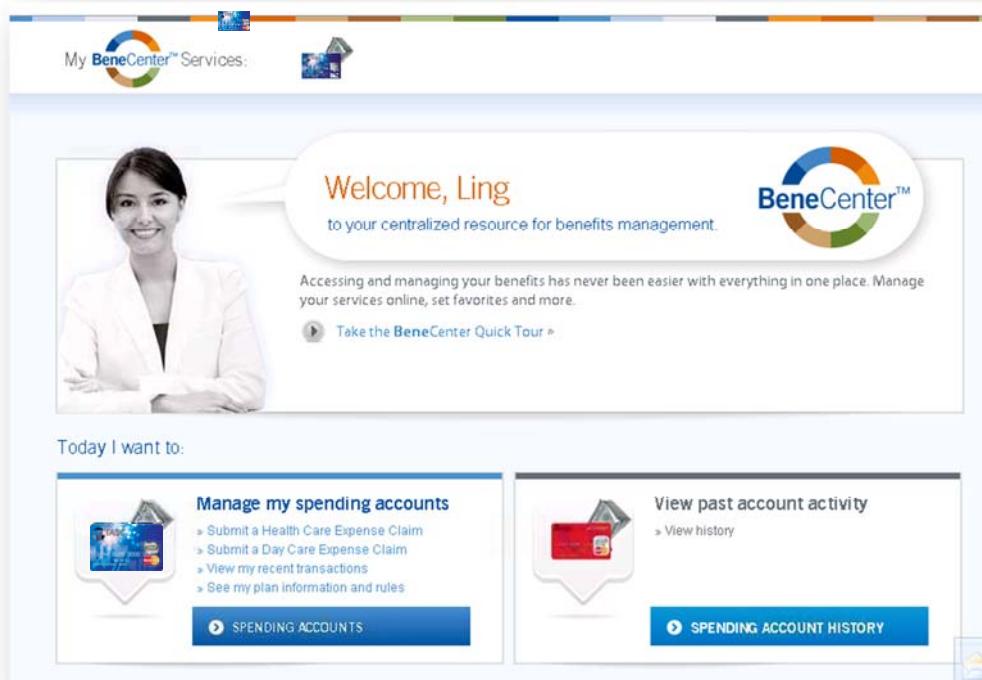 My BeneCenter™ Services:
Welcome, Ling
to your centralized resource for benefits management.
BeneCenter™
Accessing and managing your benefits has never been easier with everything in one place. Manage
your services online, set favorites and more.
Take the BeneCenter Quick Tour »
Today I want to:
Manage my spending accounts
» Submit a Health Care Expense Claim
» Submit a Day Care Expense Claim
» View my recent transactions
» See my plan information and rules
SPENDING ACCOUNTS
View past account activity
» View history
SPENDING ACCOUNT HISTORY
TASC